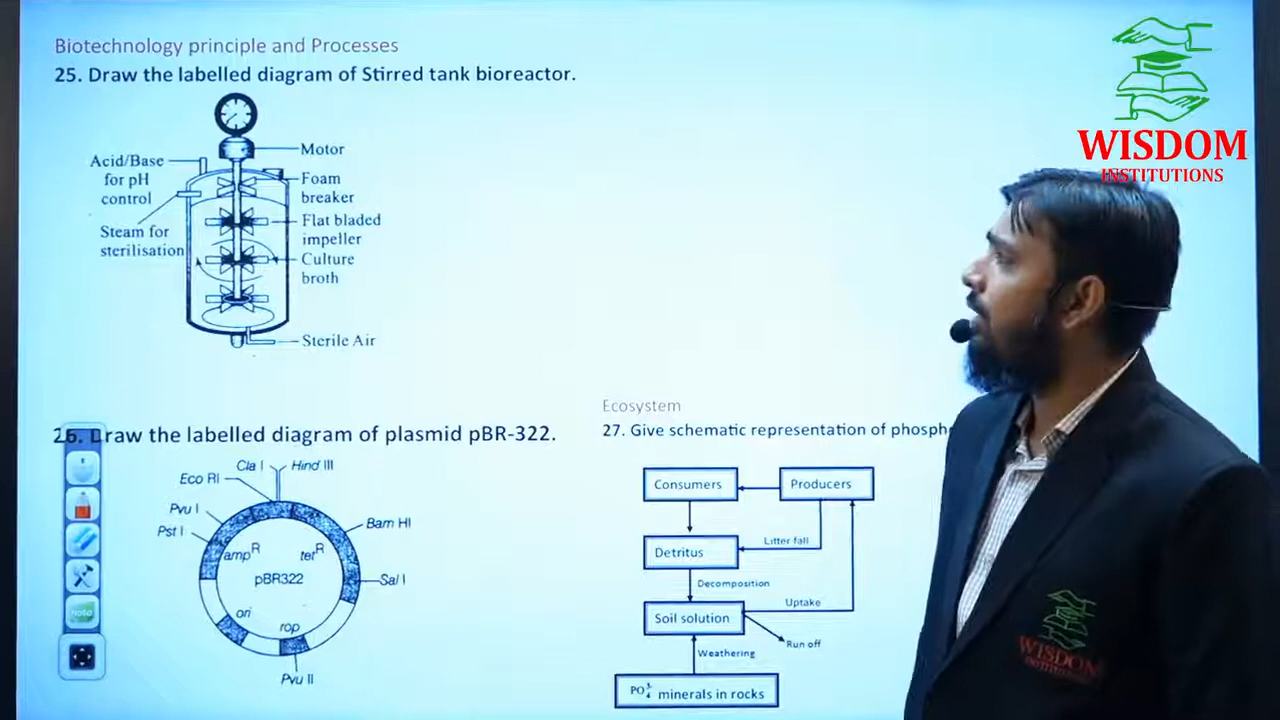 Biotechnology principle and Processes
25. Draw the labelled diagram of Stirred tank bioreactor.
Motor
Acid/Base
for pH
control
Foam
breaker
Steam for
sterilisation
Flat bladed
impeller
Culture
broth
Sterile Air
26. Draw the labelled diagram of plasmid pBR-322.
Cla I
Hind III
Eco RI
Pvu I
Pst I
Bam HI
amp R
ter R
pBR322
Sal I
ori
rop
Pvu II
Ecosystem
27. Give schematic representation of
Consumers
Producers
Litter fall
Detritus
Decomposition
Uptake
Soil solution
Run off
Weathering
PO₄³⁻ minerals in rocks
WISDOM
INSTITUTIONS
WISDOM
INSTITUTIONS